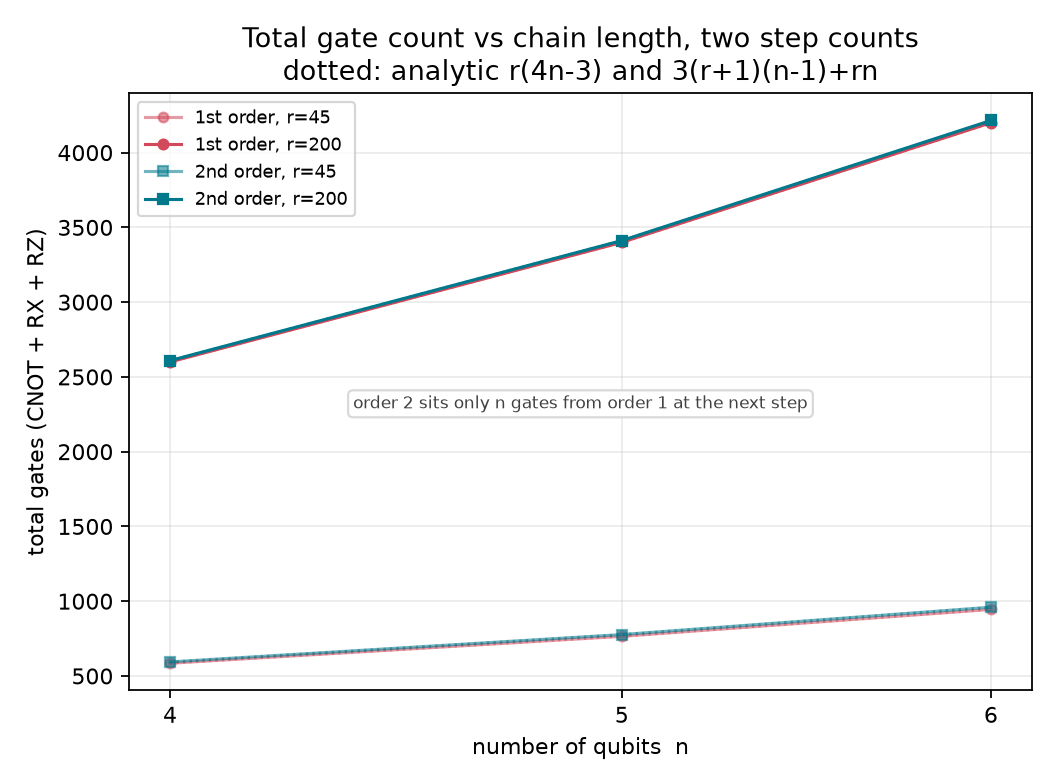 Total gate count vs chain length, two step counts
dotted: analytic r(4n-3) and 3(r+1)(n-1)+rn
1st order, r=45
1st order, r=200
2nd order, r=45
2nd order, r=200
total gates (CNOT + RX + RZ)
4000
3500
3000
2500
2000
1500
1000
500
order 2 sits only n gates from order 1 at the next step
4 5 6
number of qubits n